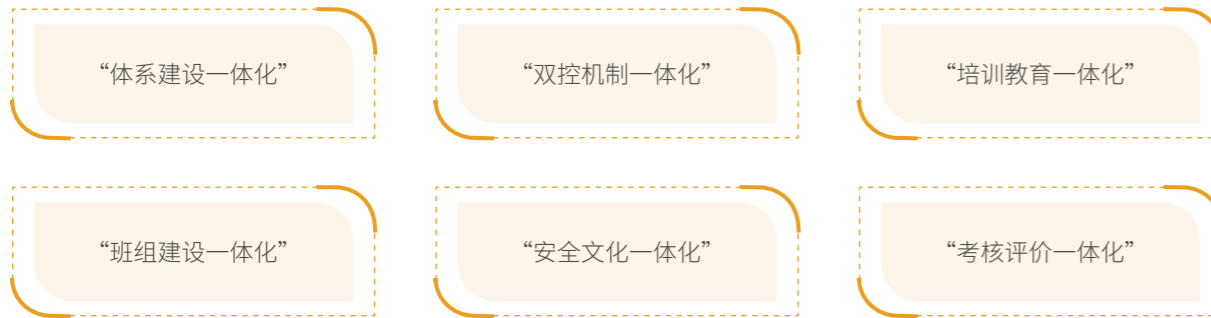 “体系建设一体化”
“双控机制一体化”
“培训教育一体化”
“班组建设一体化”
“安全文化一体化”
“考核评价一体化”